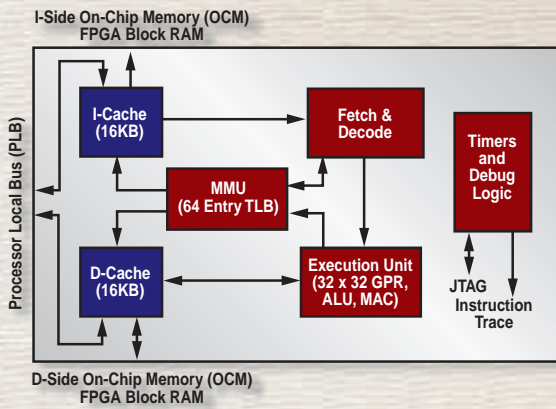 I-Side On-Chip Memory (OCM)
FPGA Block RAM
Processor Local Bus (PLB)
I-Cache
(16KB)
Fetch &
Decode
Timers
and
Debug
Logic
MMU
(64 Entry TLB)
D-Cache
(16KB)
Execution Unit
(32 x 32 GPR,
ALU, MAC)
JTAG
Instruction
Trace
D-Side On-Chip Memory (OCM)
FPGA Block RAM